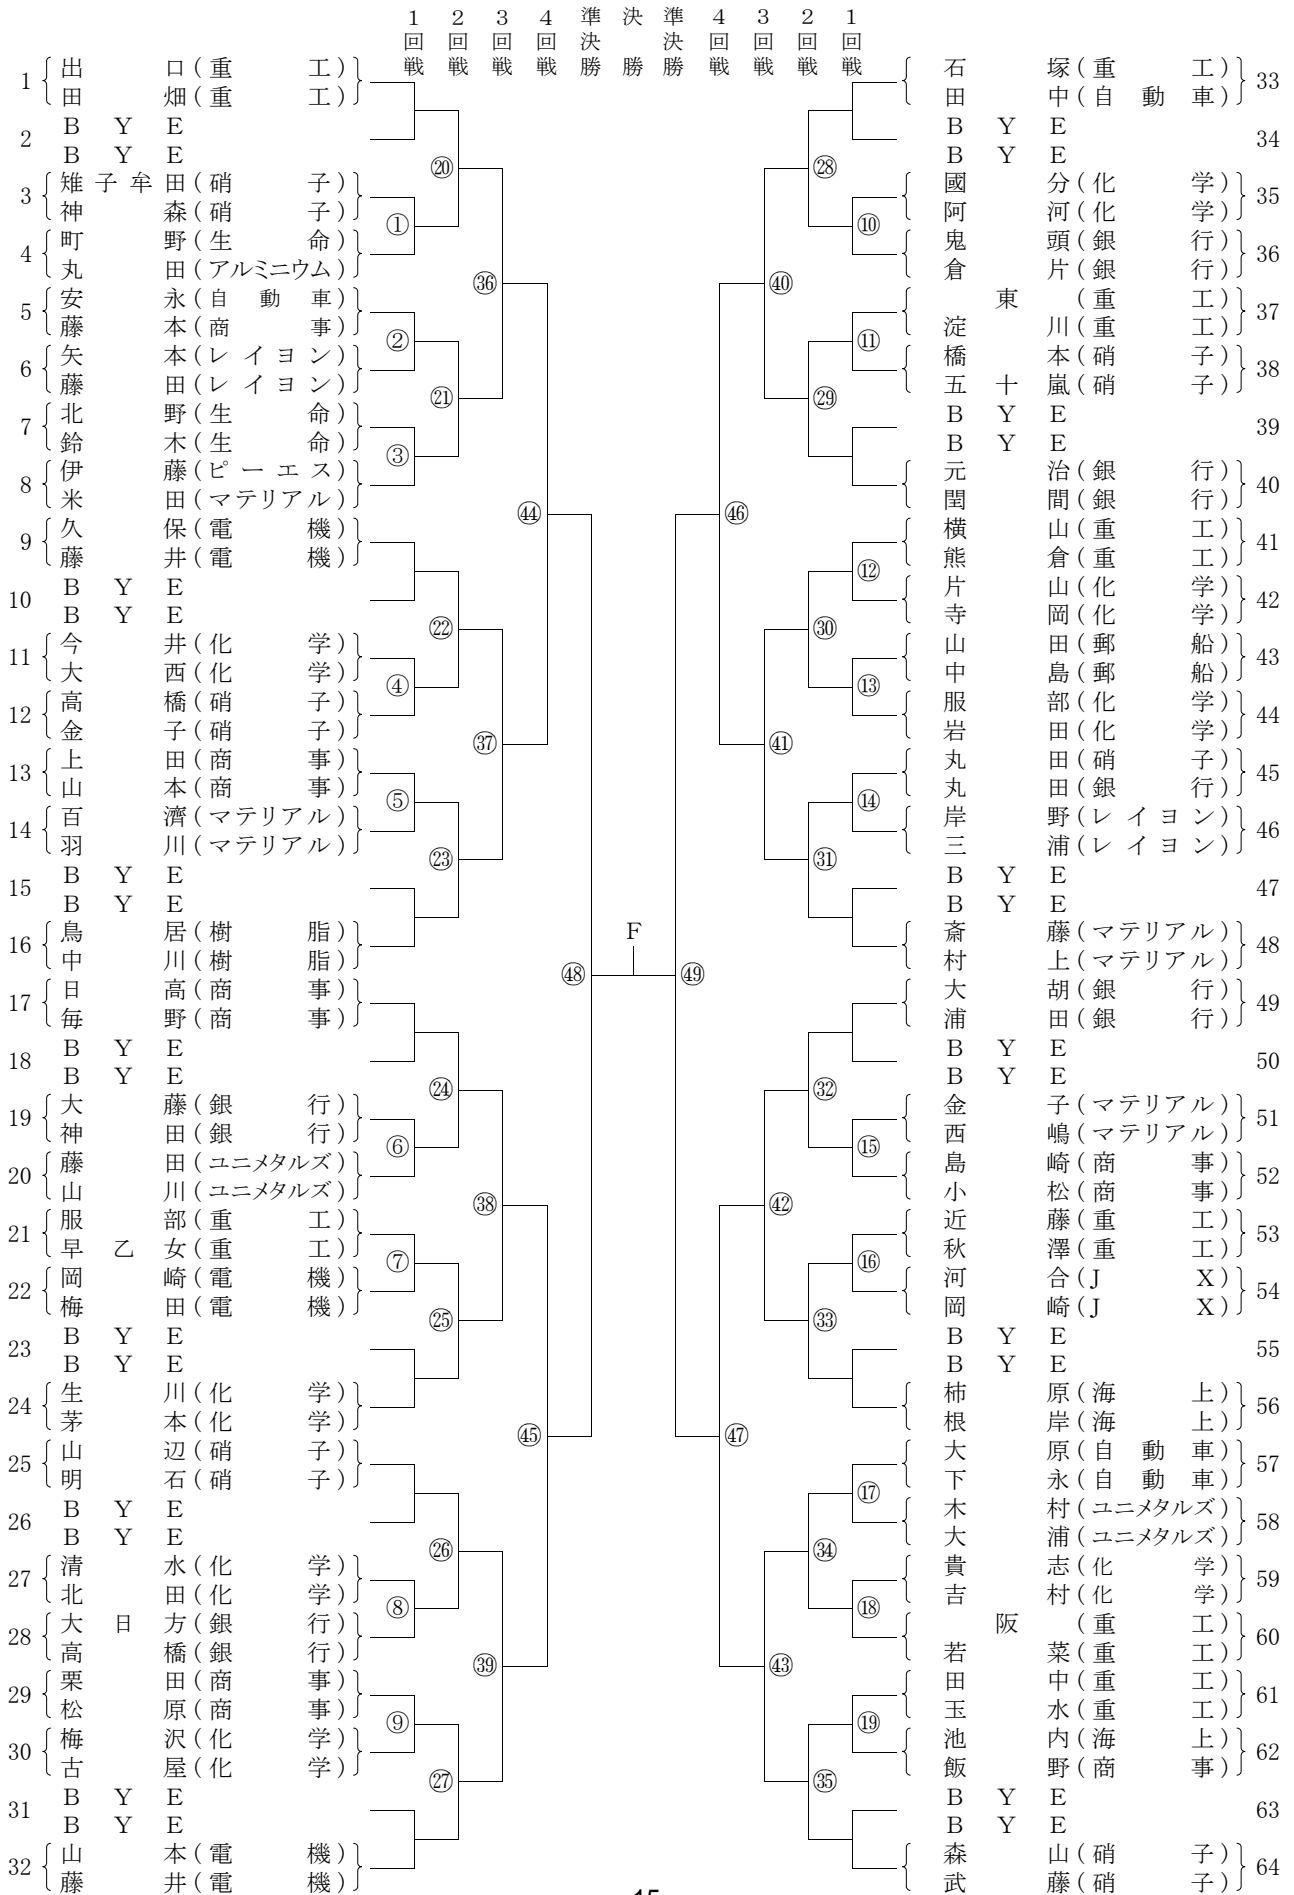 1回戦 2回戦 3回戦 4回戦 準決勝 決勝 準決勝 4回戦 3回戦 2回戦 1回戦
1 出口(重工)
田畑(重工)
2 BYE
BYE
3 雉子牟田(硝子)
神森(硝子)
4 町野(生命)
丸田(アルミニウム)
5 安永(自動車)
藤本(商事)
6 矢本(レイヨン)
藤田(レイヨン)
7 北野(生命)
鈴木(生命)
8 伊藤(ピーエス)
米田(マテリアル)
9 久保(電機)
藤井(電機)
10 BYE
BYE
11 今井(化学)
大西(化学)
12 高橋(硝子)
金子(硝子)
13 上田(商事)
山本(商事)
14 百濟(マテリアル)
羽川(マテリアル)
15 BYE
BYE
16 鳥居(樹脂)
中川(樹脂)
17 日高(商事)
毎野(商事)
18 BYE
BYE
19 大藤(銀行)
神田(銀行)
20 藤田(ユニメタルズ)
山川(ユニメタルズ)
21 服部(重工)
早乙女(重工)
22 岡崎(電機)
梅田(電機)
23 BYE
BYE
24 生川(化学)
茅本(化学)
25 山辺(硝子)
明石(硝子)
26 BYE
BYE
27 清水(化学)
北田(化学)
28 大日方(銀行)
高橋(銀行)
29 栗田(商事)
松原(商事)
30 梅沢(化学)
古屋(化学)
31 BYE
BYE
32 山本(電機)
藤井(電機)
① ② ③ ④ ⑤ ⑥ ⑦ ⑧ ⑨
⑳ ㉑ ㉒ ㉓ ㉔ ㉕ ㉖ ㉗
㊱ ㊲ ㊳ ㊴
㊹ ㊺
㊽ F ㊾
㊻ ㊼
㊵ ㊶ ㊷ ㊸
㉘ ㉙ ㉚ ㉛ ㉜ ㉝ ㉞ ㉟
⑩ ⑪ ⑫ ⑬ ⑭ ⑮ ⑯ ⑰ ⑱ ⑲
石塚(重工) 33
田中(自動車)
BYE 34
BYE
國分(化学) 35
阿河(化学)
鬼頭(銀行) 36
倉片(銀行)
東(重工) 37
淀川(重工)
橋本(硝子) 38
五十嵐(硝子)
BYE 39
BYE
元治(銀行) 40
閏間(銀行)
横山(重工) 41
熊倉(重工)
片山(化学) 42
寺岡(化学)
山田(郵船) 43
中島(郵船)
服部(化学) 44
岩田(化学)
丸田(硝子) 45
丸田(銀行)
岸野(レイヨン) 46
三浦(レイヨン)
BYE 47
BYE
斎藤(マテリアル) 48
村上(マテリアル)
大胡(銀行) 49
浦田(銀行)
BYE 50
BYE
金子(マテリアル) 51
西嶋(マテリアル)
島崎(商事) 52
小松(商事)
近藤(重工) 53
秋澤(重工)
河合(JX) 54
岡崎(JX)
BYE 55
BYE
柿原(海上) 56
根岸(海上)
大原(自動車) 57
下永(自動車)
木村(ユニメタルズ) 58
大浦(ユニメタルズ)
貴志(化学) 59
吉村(化学)
阪(重工) 60
若菜(重工)
田中(重工) 61
玉水(重工)
池内(海上) 62
飯野(商事)
BYE 63
BYE
森山(硝子) 64
武藤(硝子)